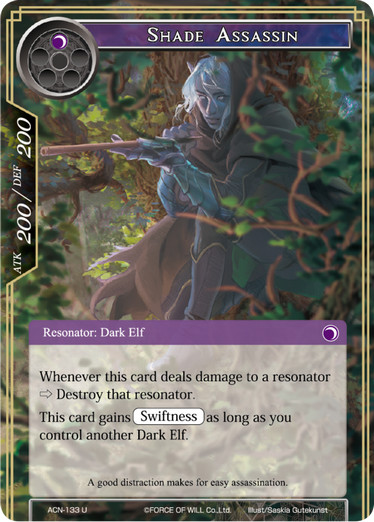 Shade Assassin
ATK 200/DEF 200
Resonator: Dark Elf
Whenever this card deals damage to a resonator
⇨ Destroy that resonator.
This card gains Swiftness as long as you
control another Dark Elf.
A good distraction makes for easy assassination.
ACN-133 U ©FORCE OF WILL Co.,Ltd. Illust/Saskia Gutekunst